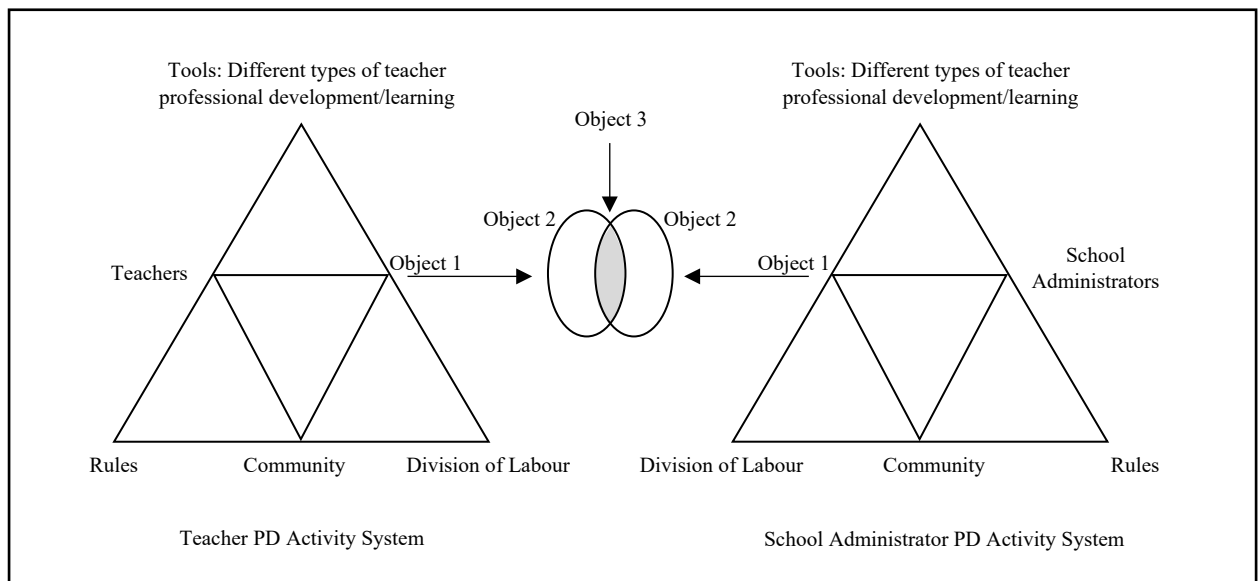 Tools: Different types of teacher
professional development/learning
Tools: Different types of teacher
professional development/learning
Object 3
Object 2
Object 2
Teachers
Object 1
Object 1
School
Administrators
Rules
Community
Division of Labour
Division of Labour
Community
Rules
Teacher PD Activity System
School Administrator PD Activity System